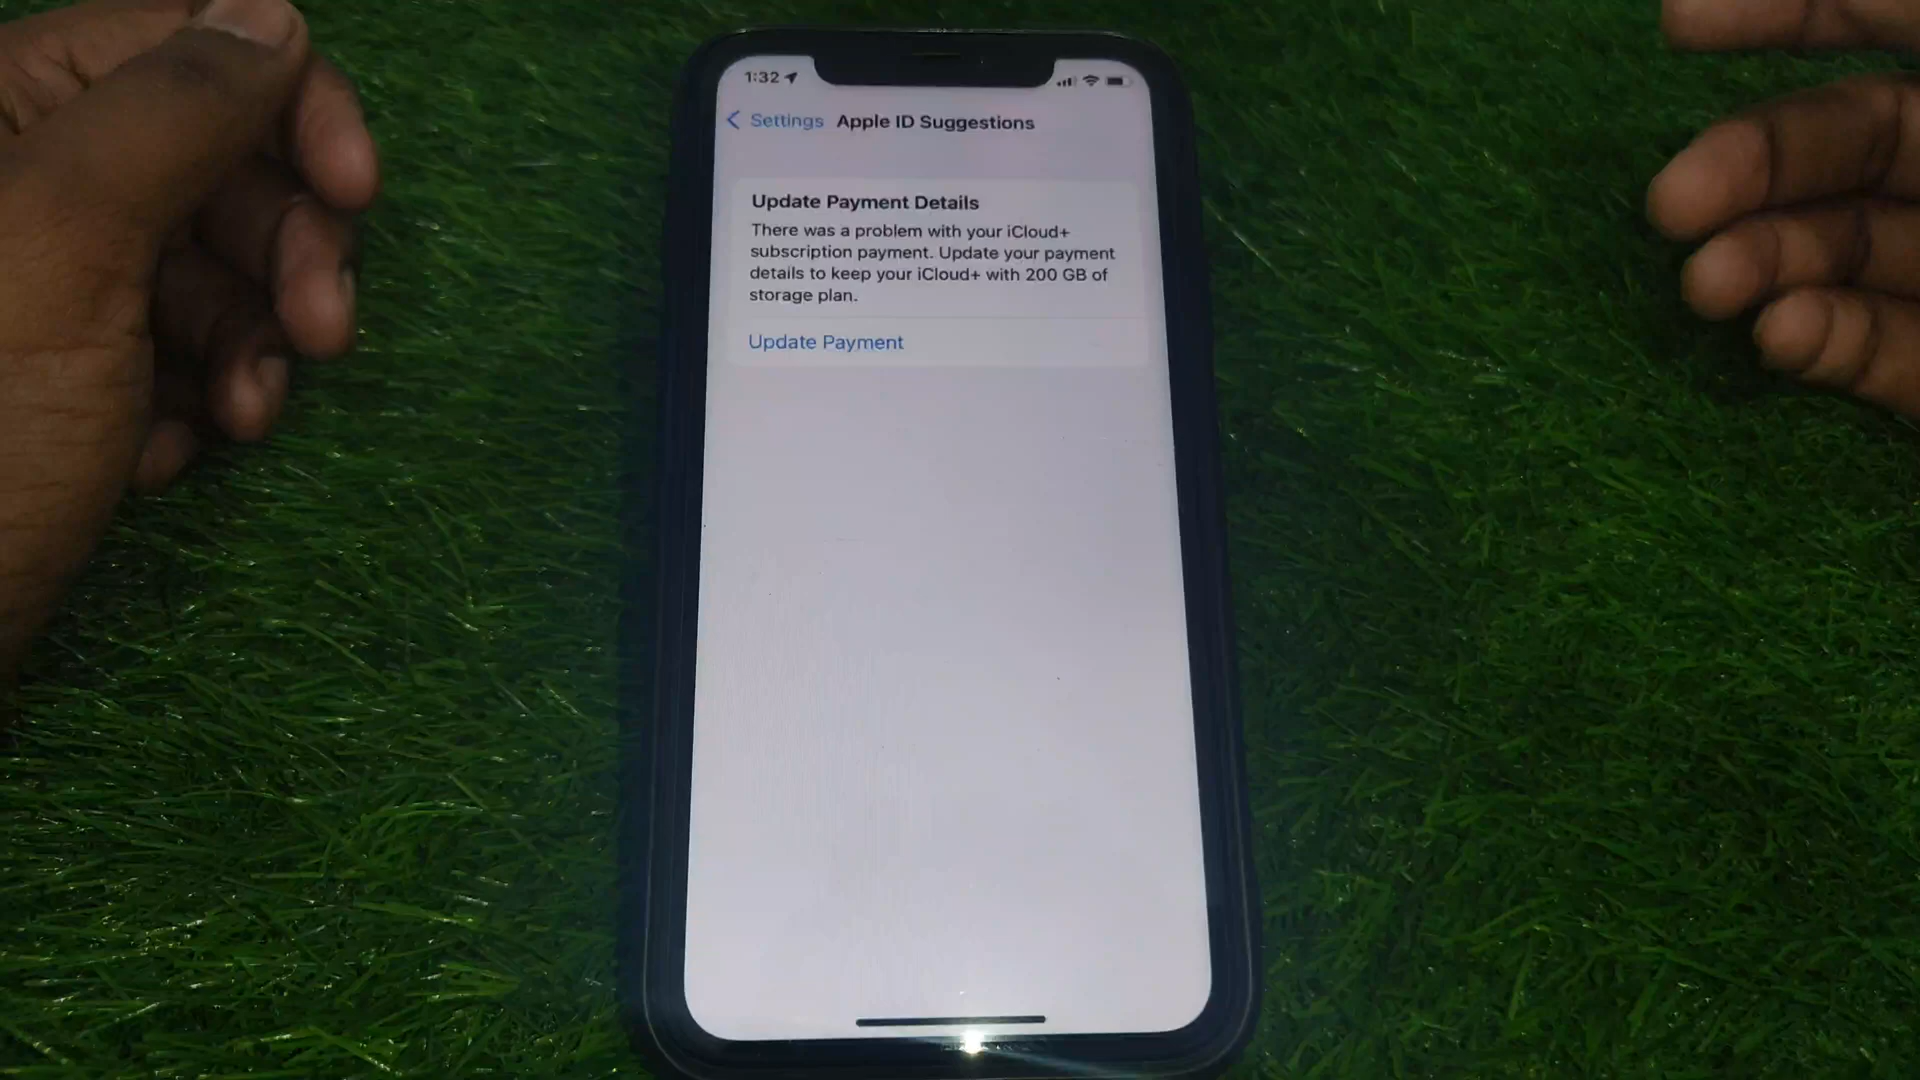 1:32
Settings Apple ID Suggestions
Update Payment Details
There was a problem with your iCloud+
subscription payment. Update your payment
details to keep your iCloud+ with 200 GB of
storage plan.
Update Payment